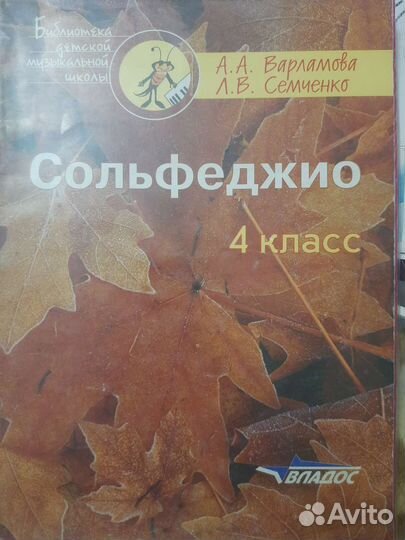 Библиотека
детской
музыкальной
школы
А.А. Варламова
Л.В. Семченко
Сольфеджио
4 класс
ВЛАДОС
Avito